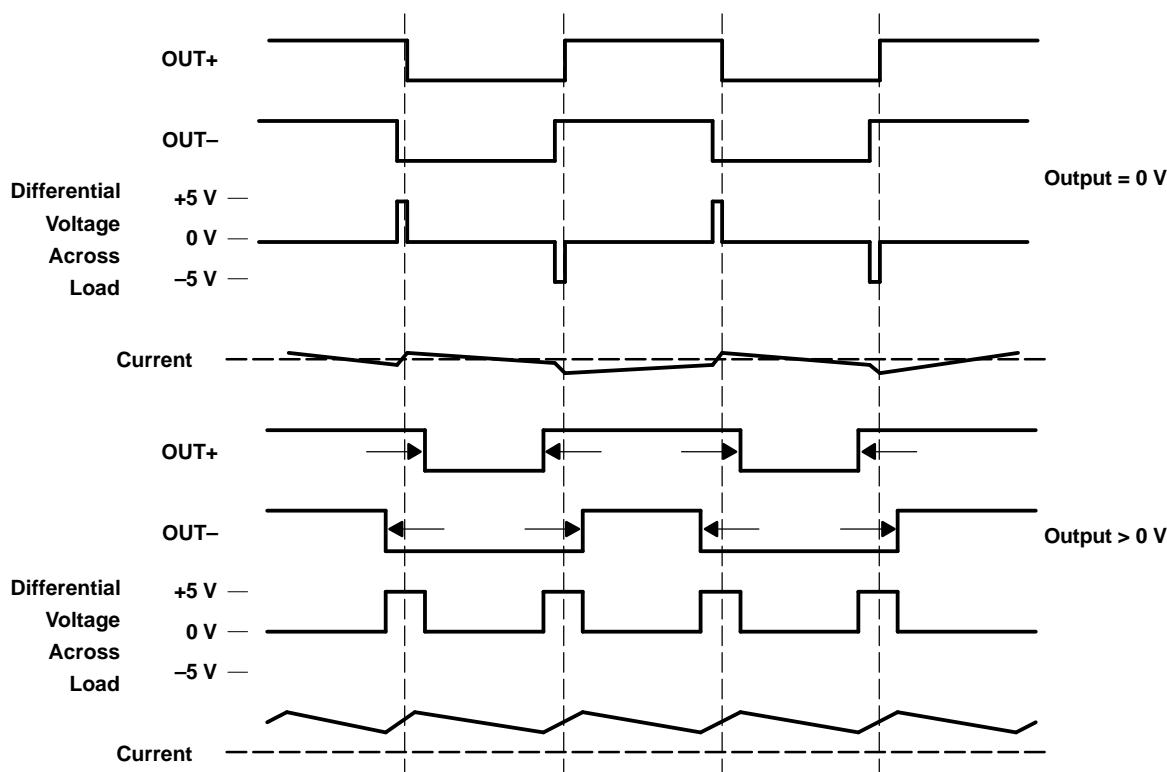 OUT+
OUT–
Output = 0 V
Differential
Voltage
Across
Load
+5 V
0 V
–5 V
Current
OUT+
OUT–
Output > 0 V
Differential
Voltage
Across
Load
+5 V
0 V
–5 V
Current